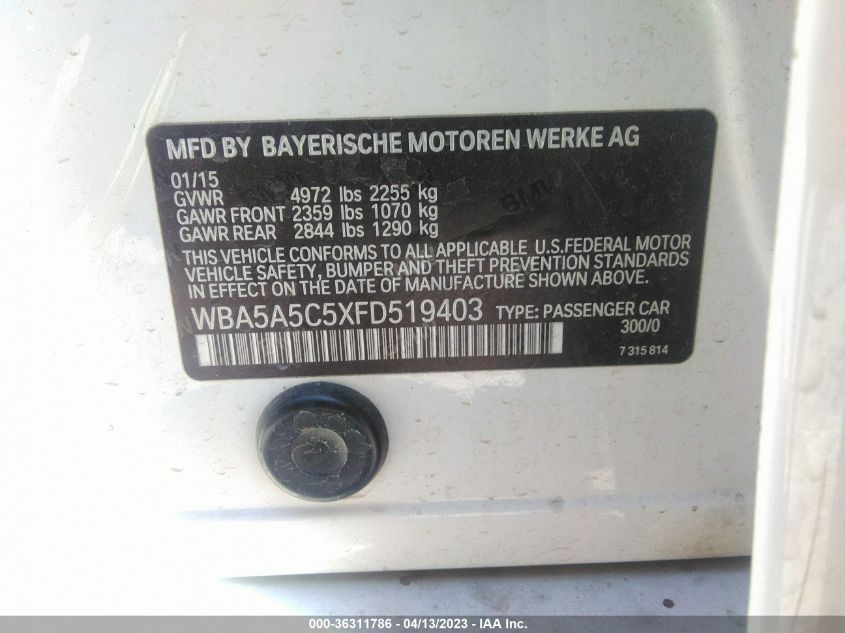 MFD BY BAYERISCHE MOTOREN WERKE AG
01/15
GVWR 4972 lbs 2255 kg
GAWR FRONT 2359 lbs 1070 kg
GAWR REAR 2844 lbs 1290 kg
THIS VEHICLE CONFORMS TO ALL APPLICABLE U.S.FEDERAL MOTOR
VEHICLE SAFETY, BUMPER AND THEFT PREVENTION STANDARDS
IN EFFECT ON THE DATE OF MANUFACTURE SHOWN ABOVE.
WBA5A5C5XFD519403 TYPE: PASSENGER CAR
300/0
7 315 814
000-36311786 - 04/13/2023 - IAA Inc.